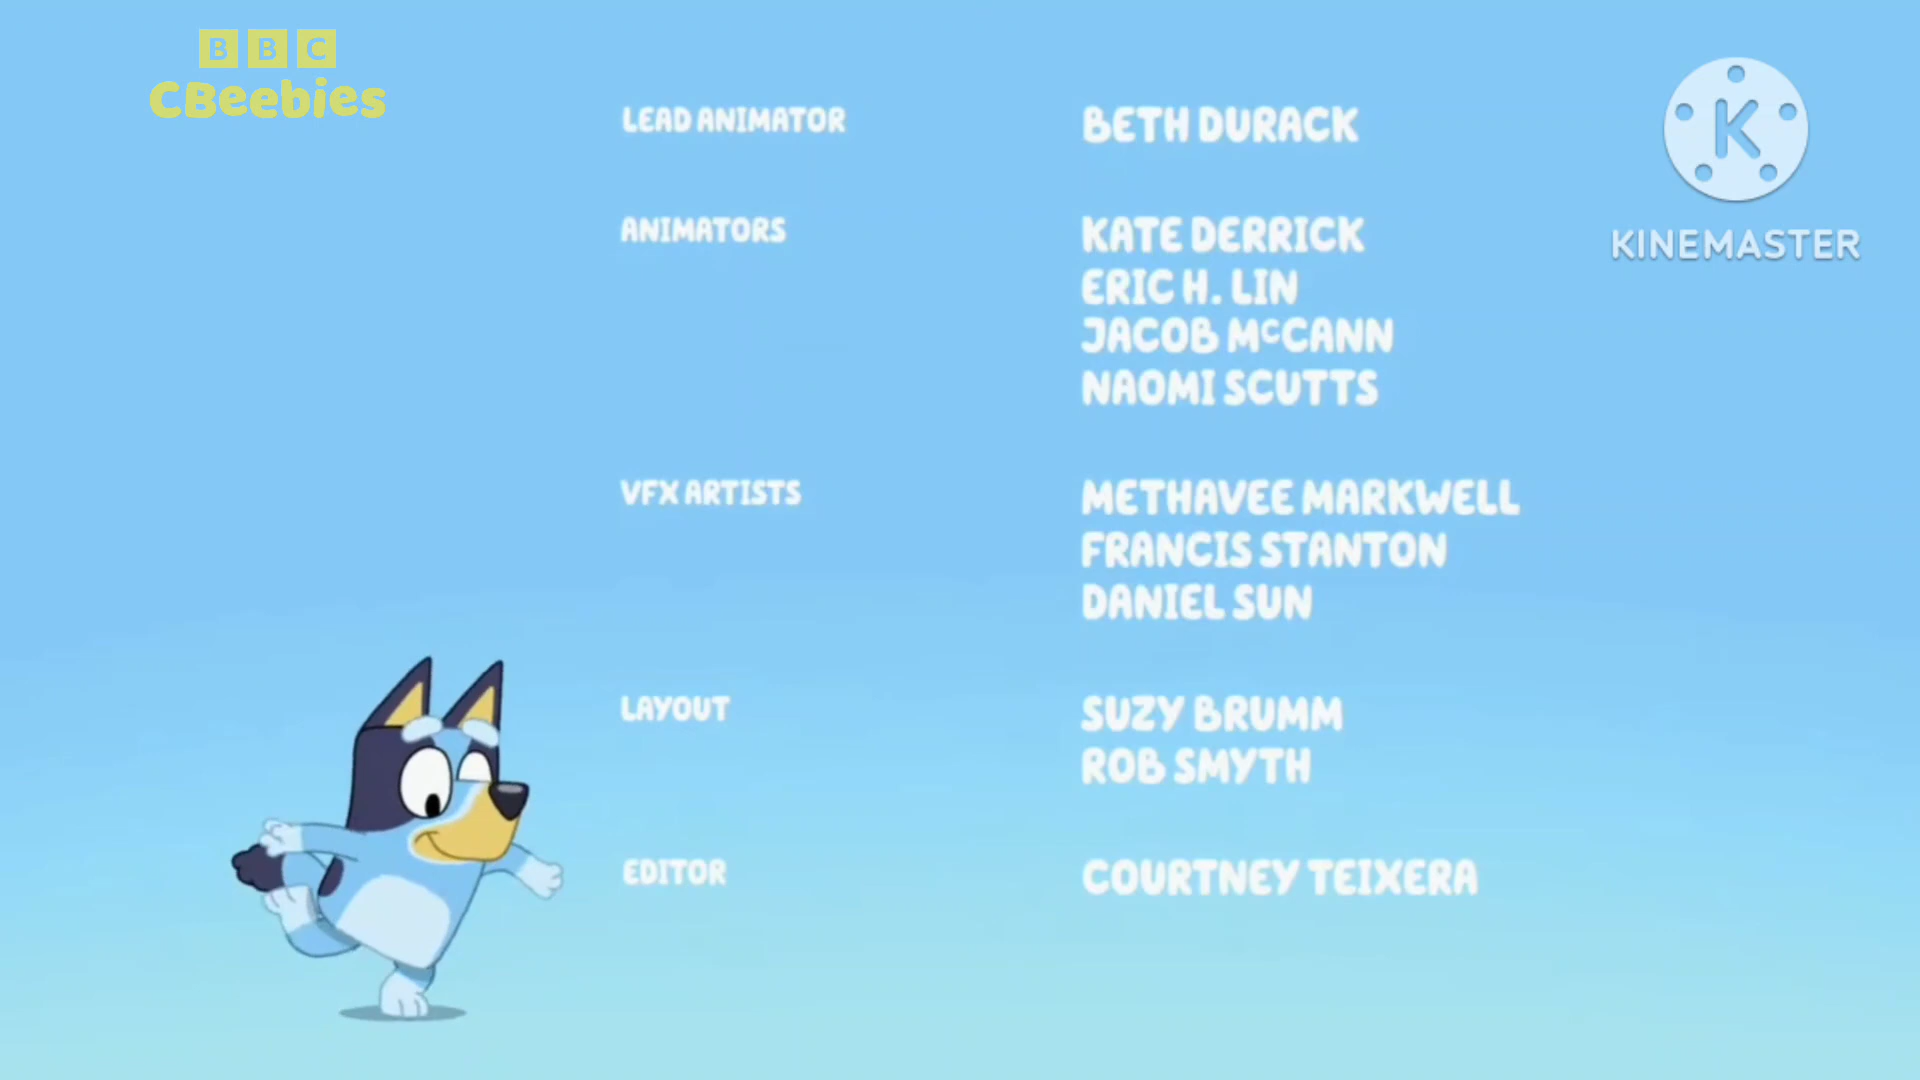 BBC
CBeebies
K
KINEMASTER
LEAD ANIMATOR BETH DURACK
ANIMATORS KATE DERRICK
ERIC H. LIN
JACOB McCANN
NAOMI SCUTTS
VFX ARTISTS METHAVEE MARKWELL
FRANCIS STANTON
DANIEL SUN
LAYOUT SUZY BRUMM
ROB SMYTH
EDITOR COURTNEY TEIXERA